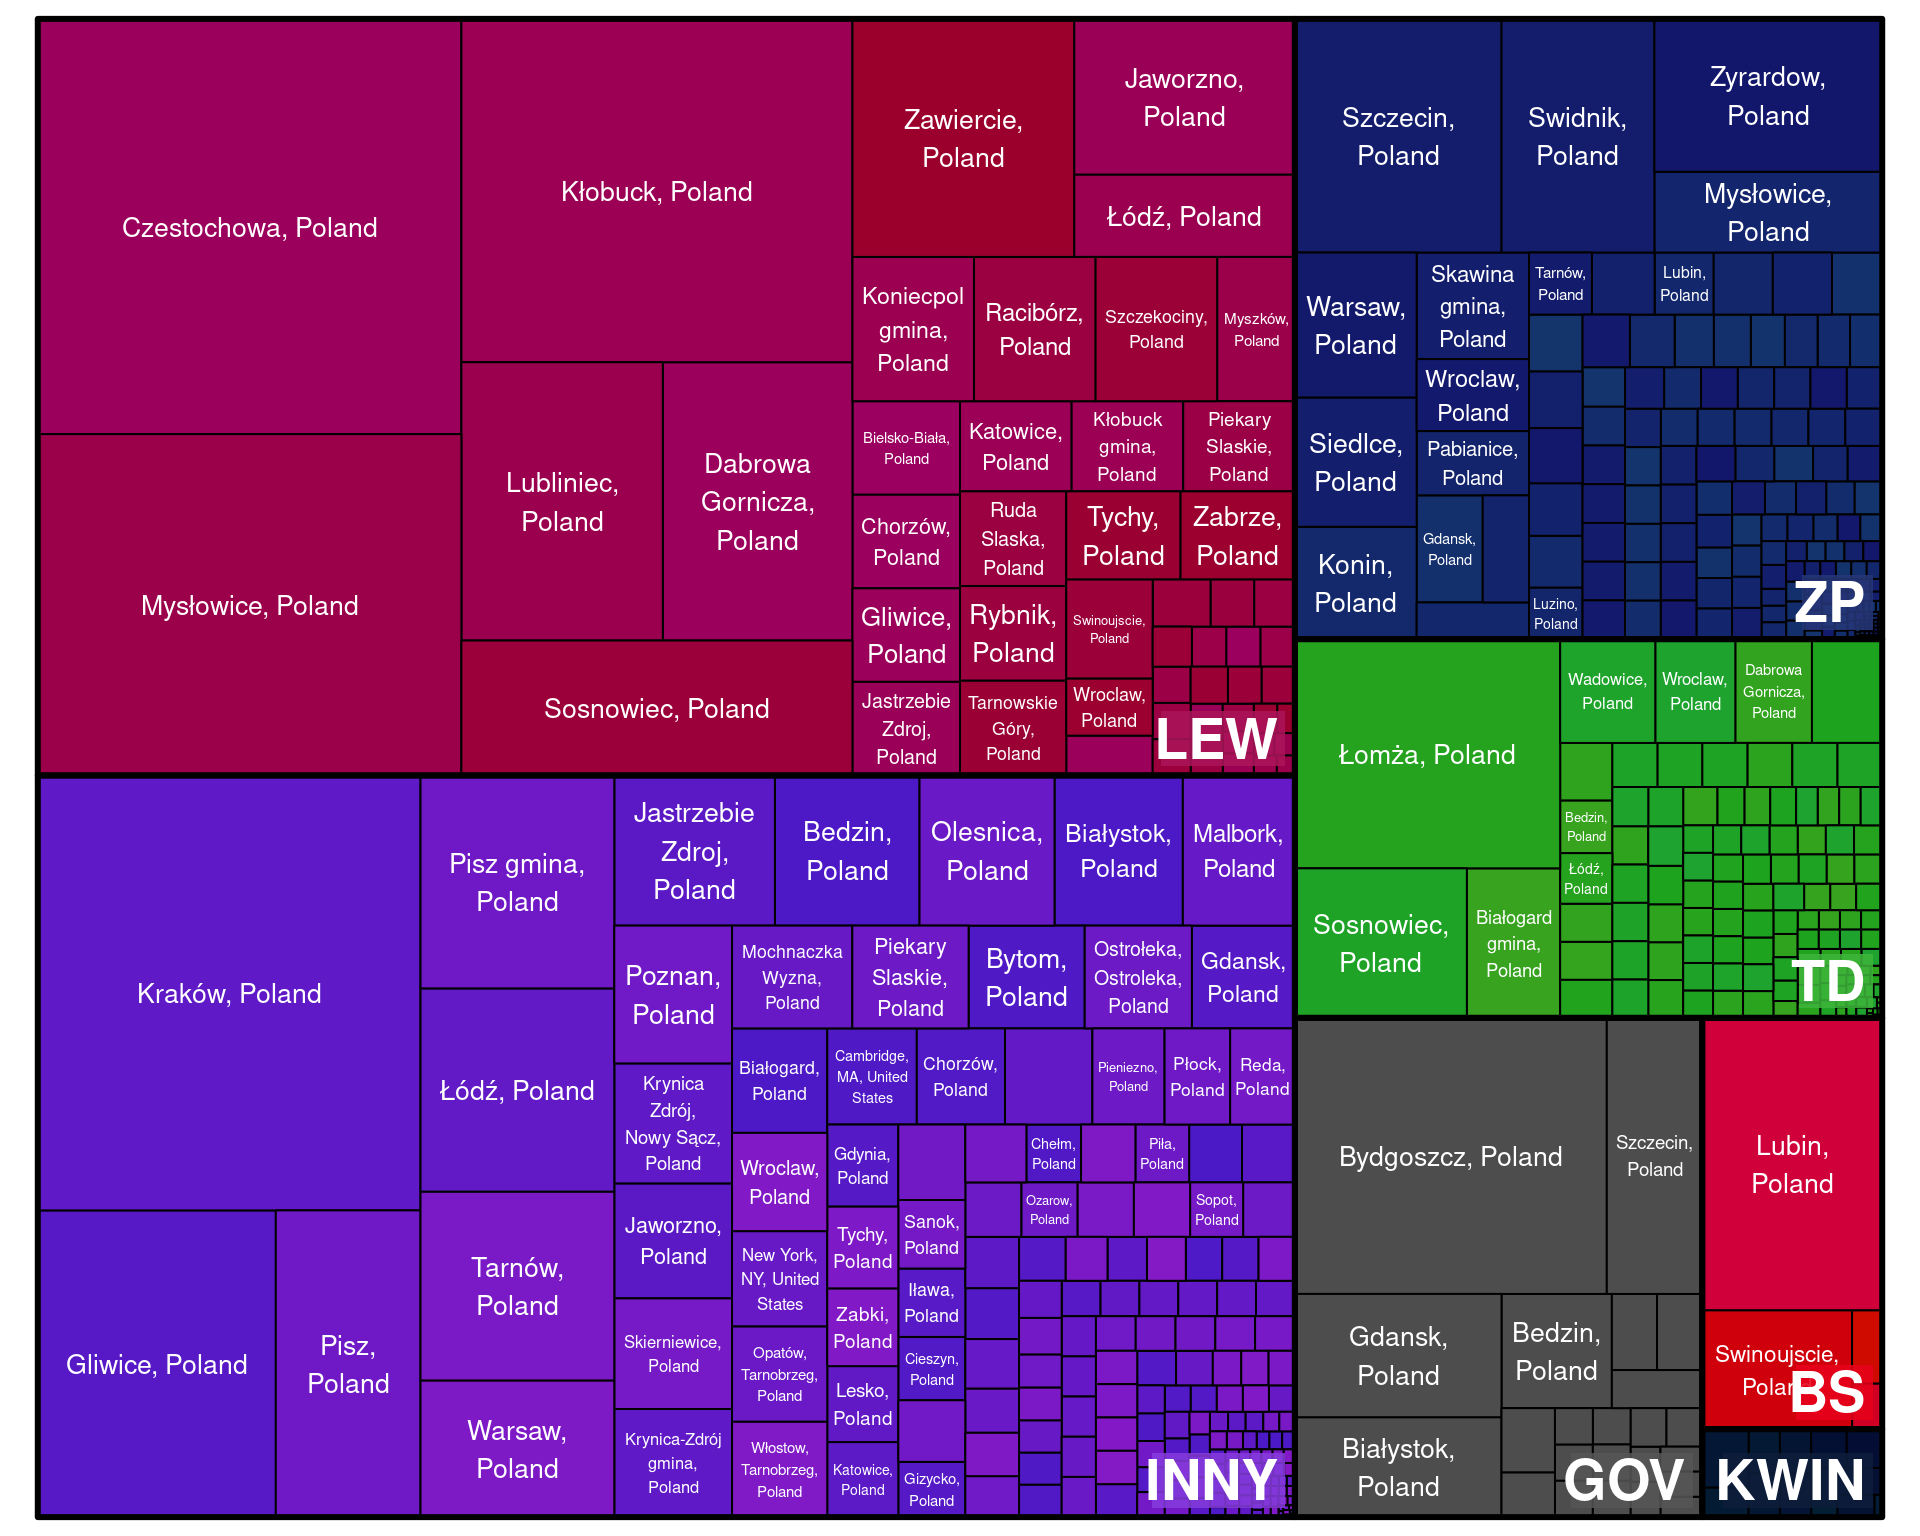 Czestochowa, Poland
Mysłowice, Poland
Kłobuck, Poland
Lubliniec,
Poland
Dabrowa
Gornicza,
Poland
Sosnowiec, Poland
Zawiercie,
Poland
Jaworzno,
Poland
Łódź, Poland
Koniecpol
gmina,
Poland
Racibórz,
Poland
Szczekociny,
Poland
Myszków,
Poland
Bielsko-Biała,
Poland
Katowice,
Poland
Kłobuck
gmina,
Poland
Piekary
Slaskie,
Poland
Chorzów,
Poland
Ruda
Slaska,
Poland
Tychy,
Poland
Zabrze,
Poland
Gliwice,
Poland
Rybnik,
Poland
Swinoujscie,
Poland
Jastrzebie
Zdroj,
Poland
Tarnowskie
Góry,
Poland
Wroclaw,
Poland
LEW
Szczecin,
Poland
Swidnik,
Poland
Zyrardow,
Poland
Mysłowice,
Poland
Warsaw,
Poland
Skawina
gmina,
Poland
Tarnów,
Poland
Lubin,
Poland
Wroclaw,
Poland
Siedlce,
Poland
Pabianice,
Poland
Konin,
Poland
Gdansk,
Poland
Luzino,
Poland
ZP
Łomża, Poland
Wadowice,
Poland
Wroclaw,
Poland
Dabrowa
Gornicza,
Poland
Bedzin,
Poland
Łódź,
Poland
Sosnowiec,
Poland
Białogard
gmina,
Poland
TD
Kraków, Poland
Gliwice, Poland
Pisz,
Poland
Pisz gmina,
Poland
Łódź, Poland
Tarnów,
Poland
Warsaw,
Poland
Jastrzebie
Zdroj,
Poland
Bedzin,
Poland
Olesnica,
Poland
Białystok,
Poland
Malbork,
Poland
Poznan,
Poland
Mochnaczka
Wyzna,
Poland
Piekary
Slaskie,
Poland
Bytom,
Poland
Ostrołeka,
Ostroleka,
Poland
Gdansk,
Poland
Krynica
Zdrój,
Nowy Sącz,
Poland
Białogard,
Poland
Cambridge,
MA, United
States
Chorzów,
Poland
Pieniezno,
Poland
Płock,
Poland
Reda,
Poland
Jaworzno,
Poland
Wroclaw,
Poland
Gdynia,
Poland
Chełm,
Poland
Piła,
Poland
Ozarow,
Poland
Sopot,
Poland
New York,
NY, United
States
Tychy,
Poland
Sanok,
Poland
Skierniewice,
Poland
Zabki,
Poland
Iława,
Poland
Opatów,
Tarnobrzeg,
Poland
Lesko,
Poland
Cieszyn,
Poland
Krynica-Zdrój
gmina,
Poland
Włostow,
Tarnobrzeg,
Poland
Katowice,
Poland
Gizycko,
Poland
INNY
Bydgoszcz, Poland
Szczecin,
Poland
Gdansk,
Poland
Bedzin,
Poland
Białystok,
Poland
GOV
Lubin,
Poland
Swinoujscie,
BS
KWIN